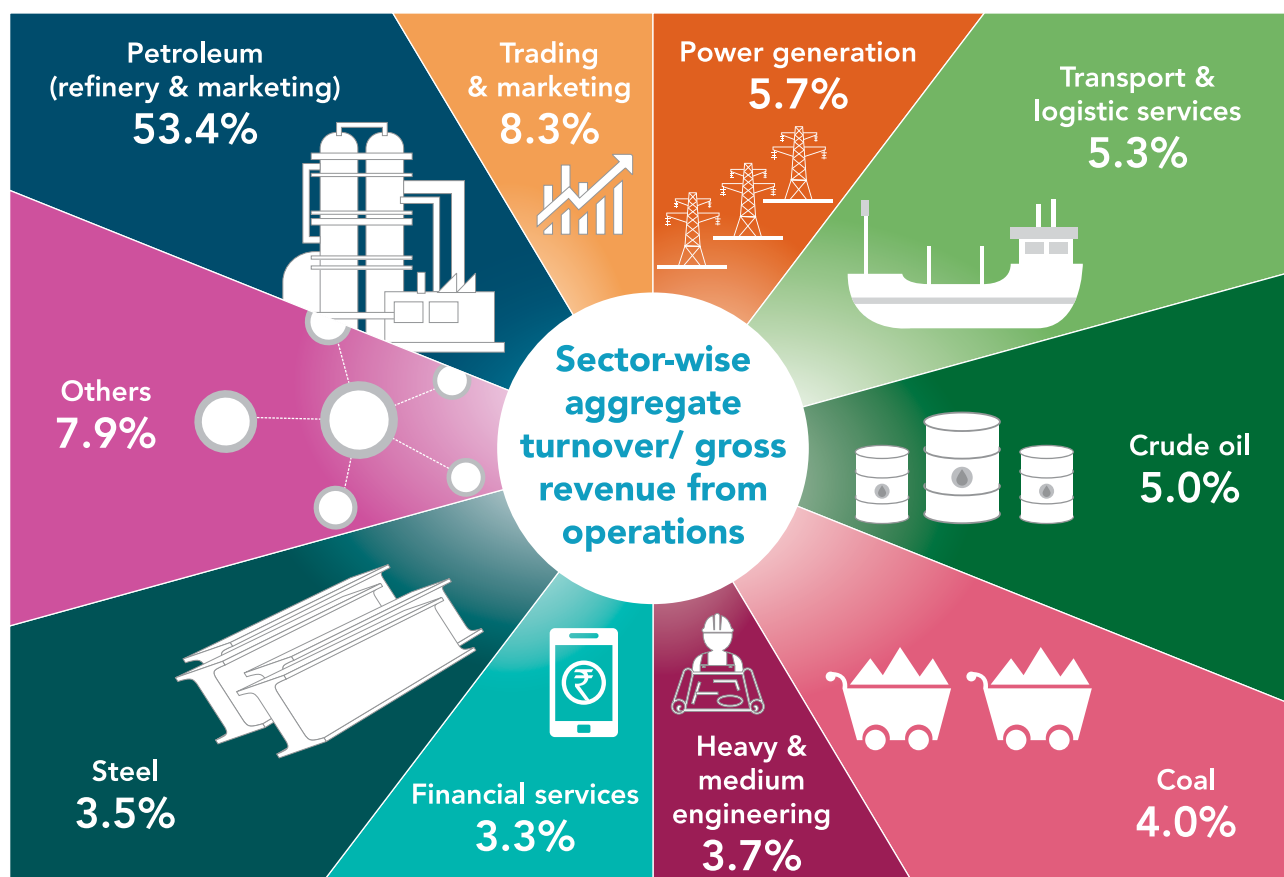 Petroleum
(refinery & marketing)
53.4%
Trading
& marketing
8.3%
Power generation
5.7%
Transport &
logistic services
5.3%
Others
7.9%
Sector-wise
aggregate
turnover/ gross
revenue from
operations
Crude oil
5.0%
Steel
3.5%
Financial services
3.3%
₹
Heavy &
medium
engineering
3.7%
Coal
4.0%